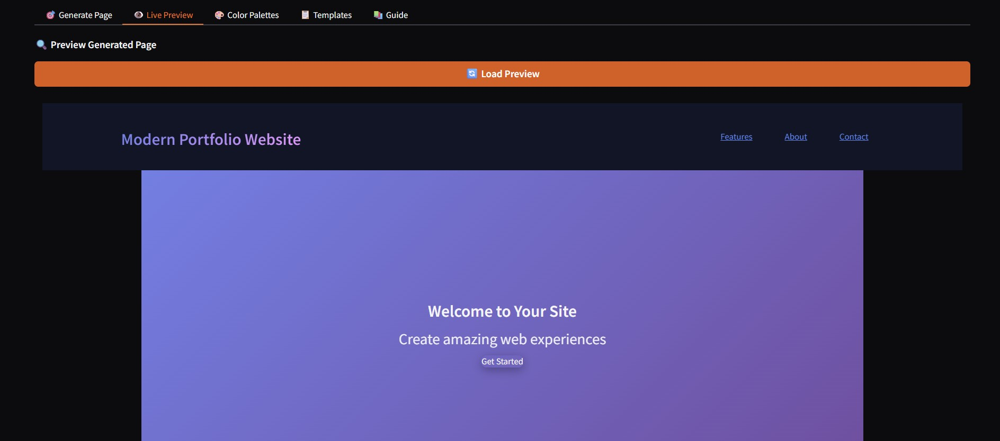 Generate Page Live Preview Color Palettes Templates Guide
Preview Generated Page
Load Preview
Modern Portfolio Website Features About Contact
Welcome to Your Site
Create amazing web experiences
Get Started